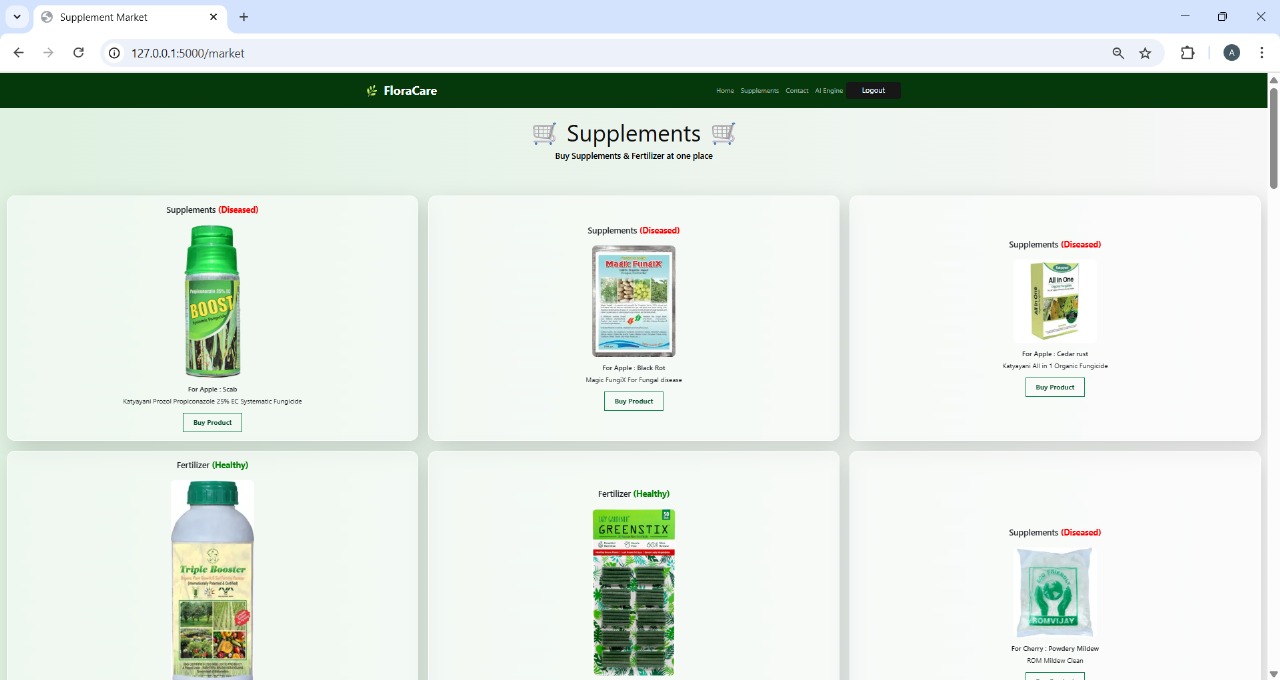 Supplement Market
127.0.0.1:5000/market
A
FloraCare
Home Supplements Contact AI Engine Logout
Supplements
Buy Supplements & Fertilizer at one place
Supplements (Diseased)
BOOST
For Apple : Scab
Katyayani Prozol Propiconazole 25% EC Systematic Fungicide
Buy Product
Supplements (Diseased)
Magic FungiX
For Apple : Black Rot
Magic FungiX For Fungal disease
Buy Product
Supplements (Diseased)
All in One
For Apple : Cedar rust
Katyayani All in 1 Organic Fungicide
Buy Product
Fertilizer (Healthy)
Triple Booster
Fertilizer (Healthy)
GREENSTIX
Supplements (Diseased)
ROMVIJAY
For Cherry : Powdery Mildew
ROM Mildew Clean